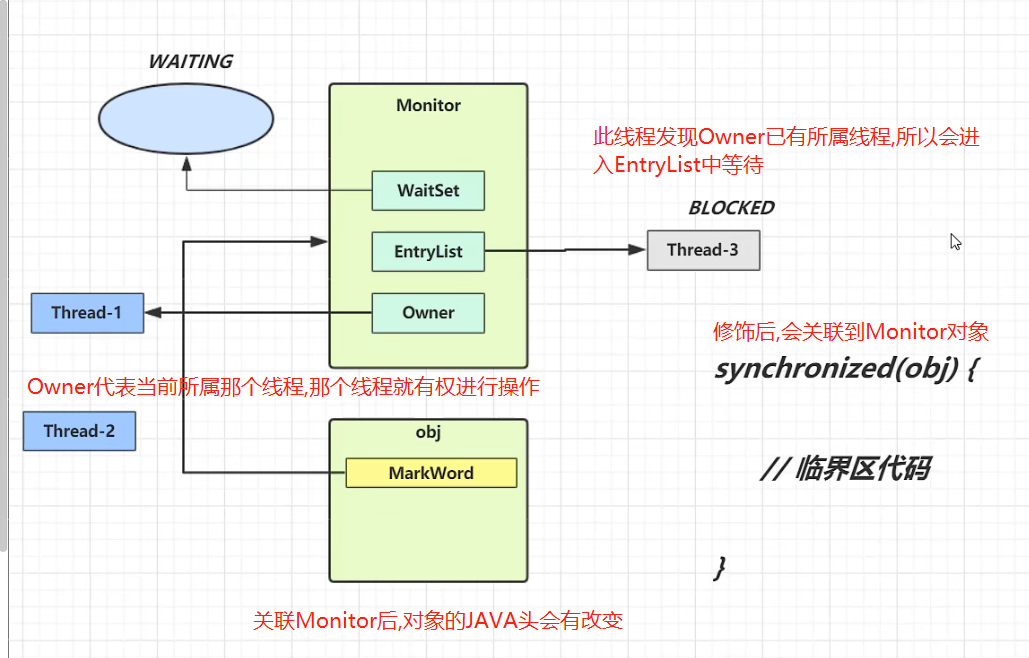 WAITING
Monitor
此线程发现Owner已有所属线程,所以会进
入EntryList中等待
WaitSet
BLOCKED
EntryList
Thread-3
Thread-1
Owner
修饰后,会关联到Monitor对象
synchronized(obj) {
Owner代表当前所属那个线程,那个线程就有权进行操作
Thread-2
obj
MarkWord
// 临界区代码
}
关联Monitor后,对象的JAVA头会有改变